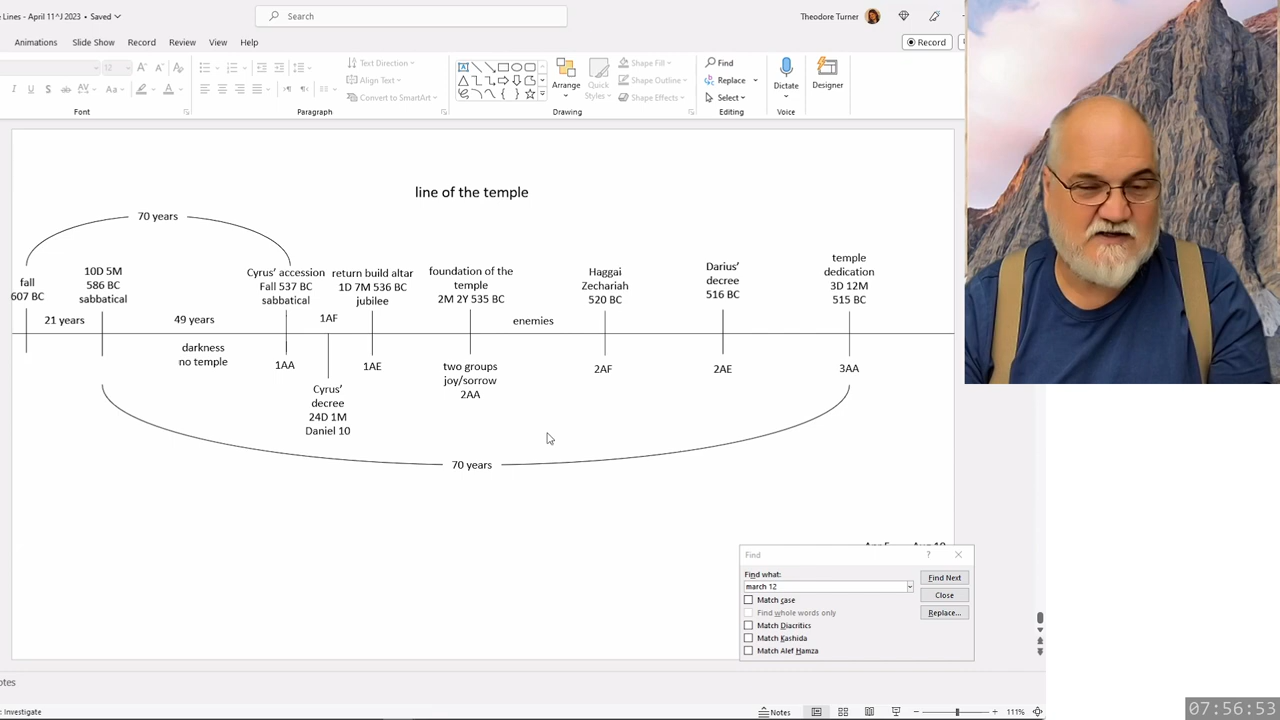 e Lines - April 11^J 2023 • Saved
Search
Theodore Turner
Animations Slide Show Record Review View Help
Record
12
Text Direction
Align Text
Convert to SmartArt
Arrange
Quick Styles
Shape Fill
Shape Outline
Shape Effects
Find
Replace
Select
Dictate
Designer
Font Paragraph Drawing Editing Voice
line of the temple
70 years
fall
607 BC
10D 5M
586 BC
sabbatical
Cyrus' accession
Fall 537 BC
sabbatical
return build altar
1D 7M 536 BC
jubilee
foundation of the
temple
2M 2Y 535 BC
Haggai
Zechariah
520 BC
Darius'
decree
516 BC
temple
dedication
3D 12M
515 BC
21 years
49 years
1AF
enemies
darkness
no temple
1AA
1AE
two groups
joy/sorrow
2AA
2AF
2AE
3AA
Cyrus'
decree
24D 1M
Daniel 10
70 years
Find
?
Find what:
march 12
Find Next
Match case
Close
Find whole words only
Replace...
Match Diacritics
Match Kashida
Match Alef Hamza
otes
: Investigate
Notes
111%
07:56:53